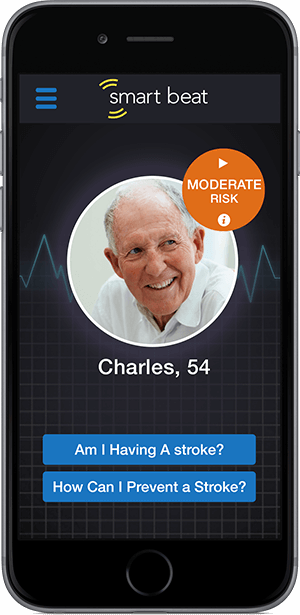 smart beat
MODERATE
RISK
Charles, 54
Am I Having A stroke?
How Can I Prevent a Stroke?